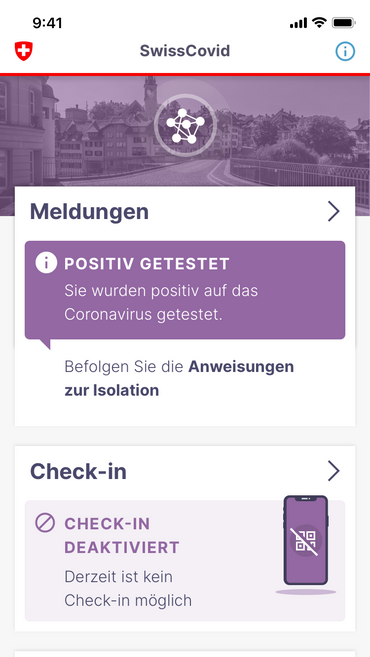 9:41
SwissCovid
Meldungen
POSITIV GETESTET
Sie wurden positiv auf das
Coronavirus getestet.
Befolgen Sie die Anweisungen
zur Isolation
Check-in
CHECK-IN
DEAKTIVIERT
Derzeit ist kein
Check-in möglich